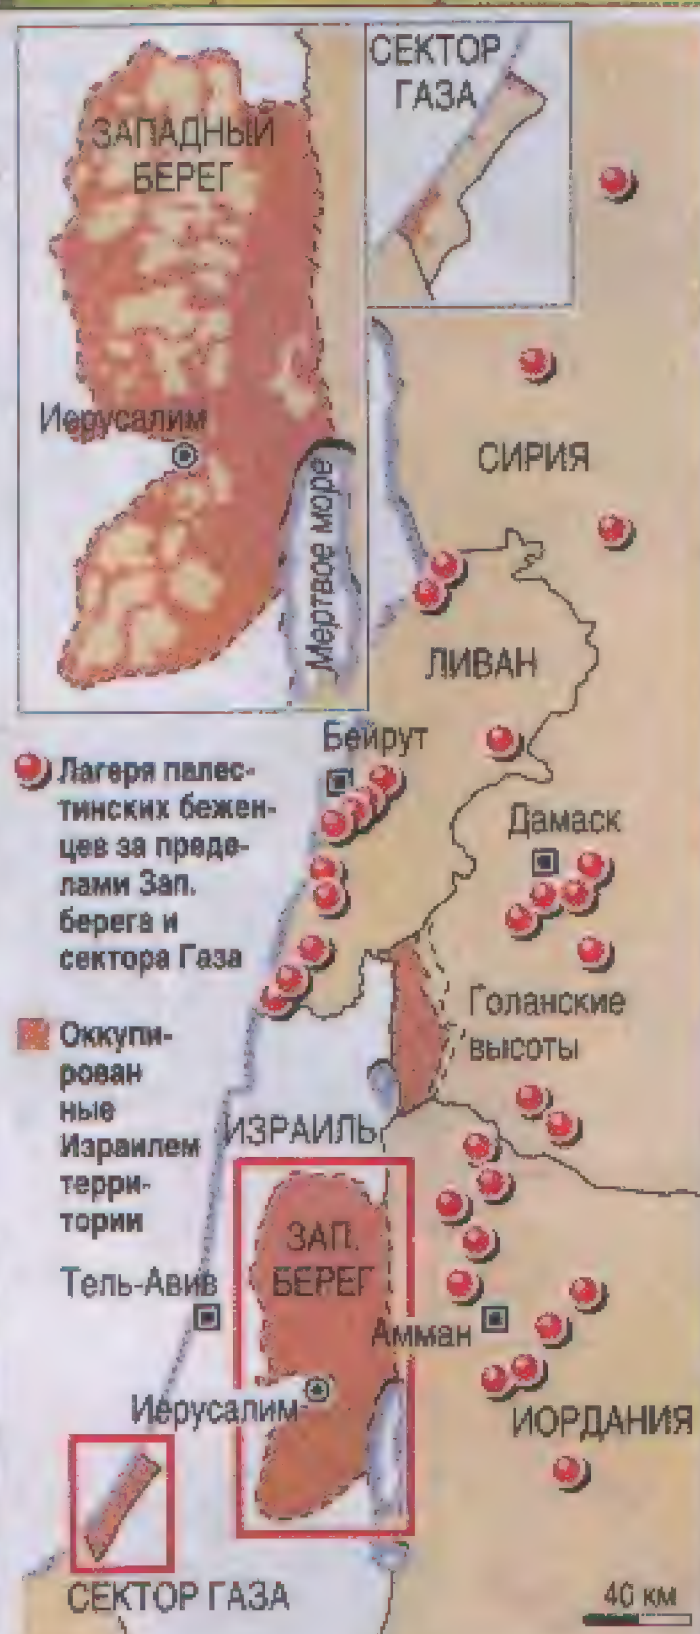 СЕКТОР
ГАЗА
ЗАПАДНЫЙ
БЕРЕГ
Иерусалим
Мертвое море
СИРИЯ
ЛИВАН
Бейрут
Лагеря палес-
тинских бежен-
цев за преде-
лами Зап.
берега и
сектора Газа
Дамаск
Голанские
высоты
Оккупи-
рован
ные
Израилем
терри-
тории
ИЗРАИЛЬ
ЗАП.
БЕРЕГ
Тель-Авив
Амман
Иерусалим
ИОРДАНИЯ
СЕКТОР ГАЗА
40 км